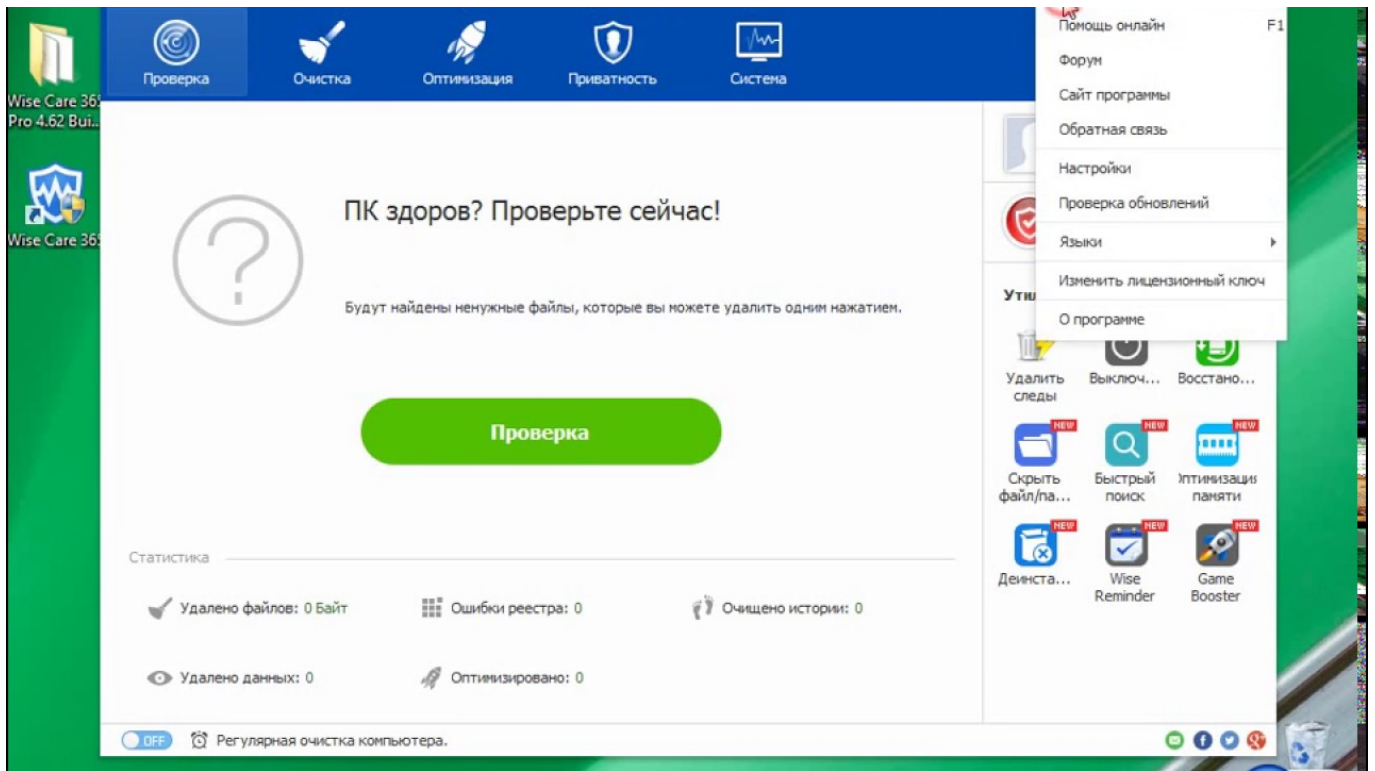 Wise Care 365
Pro 4.62 Bui...
Wise Care 365
Проверка
Очистка
Оптимизация
Приватность
Система
Помощь онлайн F1
Форум
Сайт программы
Обратная связь
Настройки
Проверка обновлений
Языки
Изменить лицензионный ключ
О программе
ПК здоров? Проверьте сейчас!
Будут найдены ненужные файлы, которые вы можете удалить одним нажатием.
Проверка
Статистика
Удалено файлов: 0 Байт
Ошибки реестра: 0
Очищено истории: 0
Удалено данных: 0
Оптимизировано: 0
OFF
Регулярная очистка компьютера.
Ути
Удалить
следы
Выключ...
Восстано...
NEW
NEW
NEW
Скрыть
файл/па...
Быстрый
поиск
Оптимизация
памяти
NEW
NEW
NEW
Деинста...
Wise
Reminder
Game
Booster